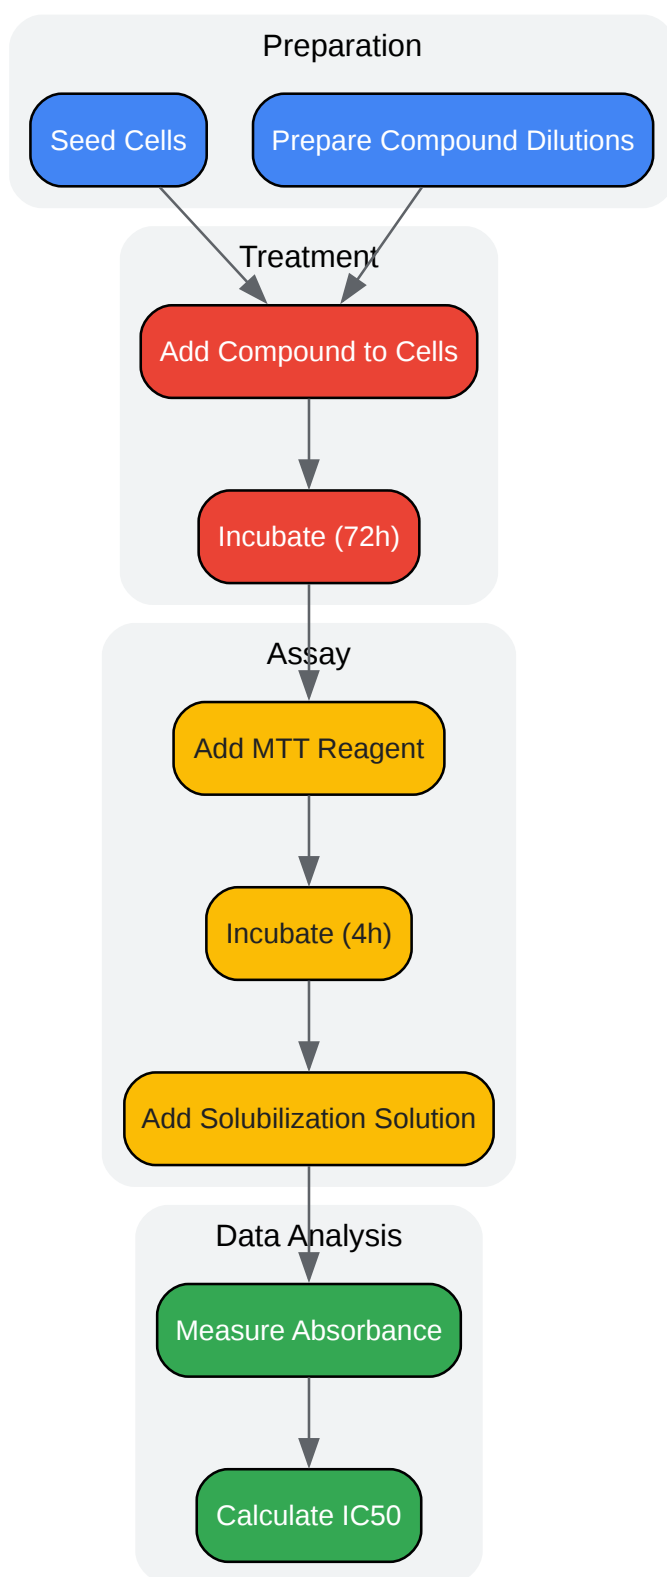 Preparation
Seed Cells
Prepare Compound Dilutions
Treatment
Add Compound to Cells
Incubate (72h)
Assay
Add MTT Reagent
Incubate (4h)
Add Solubilization Solution
Data Analysis
Measure Absorbance
Calculate IC50